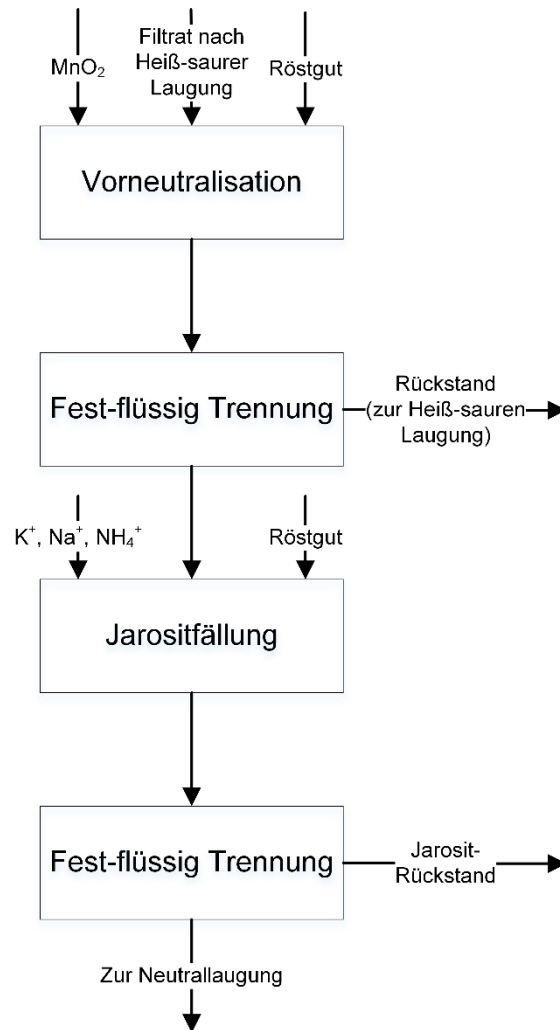 MnO₂
Filtrat nach
Heiß-saurer
Laugung
Röstgut
Vorneutralisation
Fest-flüssig Trennung
Rückstand
(zur Heiß-sauren
Laugung)
K⁺, Na⁺, NH₄⁺
Röstgut
Jarositfällung
Fest-flüssig Trennung
Jarosit-
Rückstand
Zur Neutrallaugung